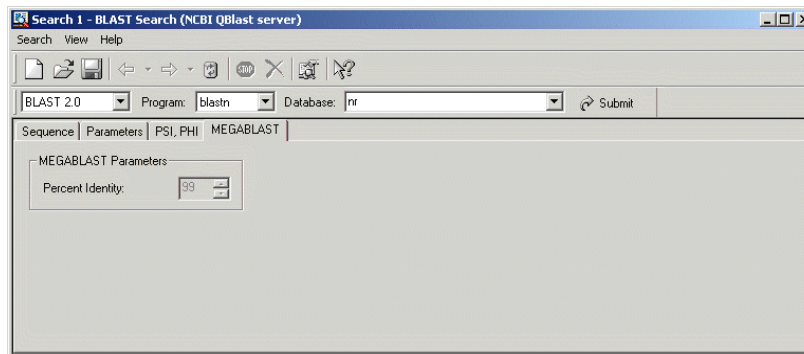 Search 1 - BLAST Search (NCBI QBlast server)
Search View Help
STOP
BLAST 2.0 Program: blastn Database: nr Submit
Sequence Parameters PSI, PHI MEGABLAST
MEGABLAST Parameters
Percent Identity: 99